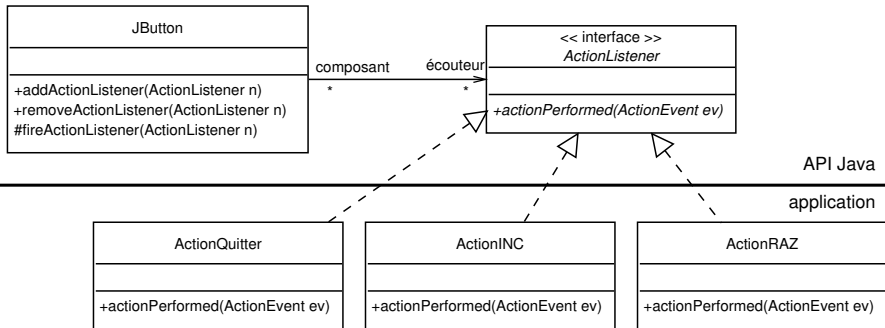 JButton
+addActionListener(ActionListener n)
+removeActionListener(ActionListener n)
#fireActionListener(ActionListener n)
composant
*
écouteur
*
<< interface >>
ActionListener
+actionPerformed(ActionEvent ev)
API Java
application
ActionQuitter
+actionPerformed(ActionEvent ev)
ActionINC
+actionPerformed(ActionEvent ev)
ActionRAZ
+actionPerformed(ActionEvent ev)